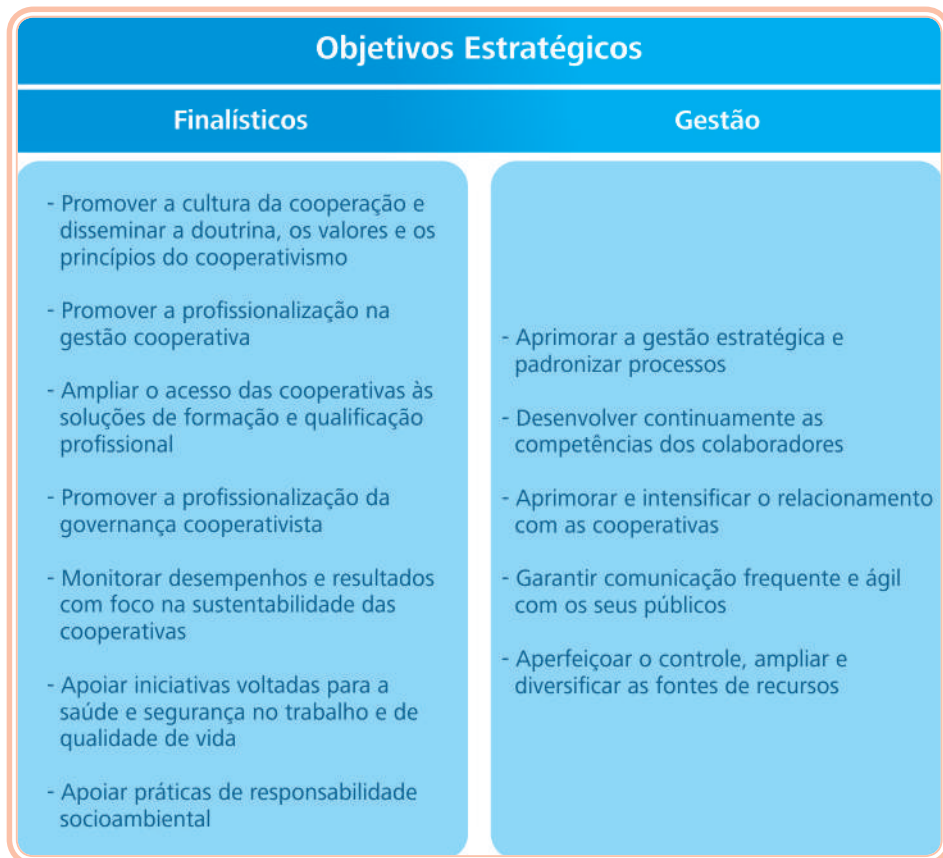 Objetivos Estratégicos
Finalísticos
Gestão
- Promover a cultura da cooperação e
disseminar a doutrina, os valores e os
princípios do cooperativismo
- Promover a profissionalização na
gestão cooperativa
- Ampliar o acesso das cooperativas às
soluções de formação e qualificação
profissional
- Promover a profissionalização da
governança cooperativista
- Monitorar desempenhos e resultados
com foco na sustentabilidade das
cooperativas
- Apoiar iniciativas voltadas para a
saúde e segurança no trabalho e de
qualidade de vida
- Apoiar práticas de responsabilidade
socioambiental
- Aprimorar a gestão estratégica e
padronizar processos
- Desenvolver continuamente as
competências dos colaboradores
- Aprimorar e intensificar o relacionamento
com as cooperativas
- Garantir comunicação frequente e ágil
com os seus públicos
- Aperfeiçoar o controle, ampliar e
diversificar as fontes de recursos